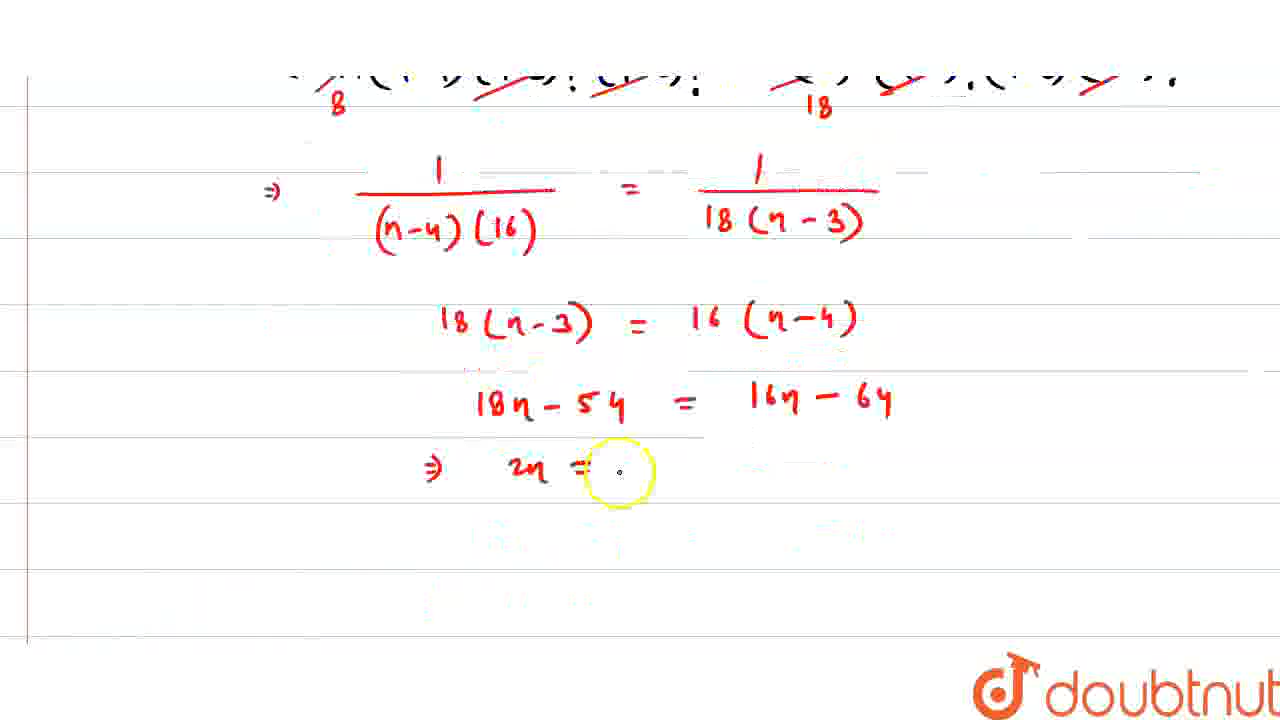 8 18
⇒ 1/((n-4)(16)) = 1/(18(n-3))
18(n-3) = 16(n-4)
18n - 54 = 16n - 64
⇒ 2n =
doubtnut